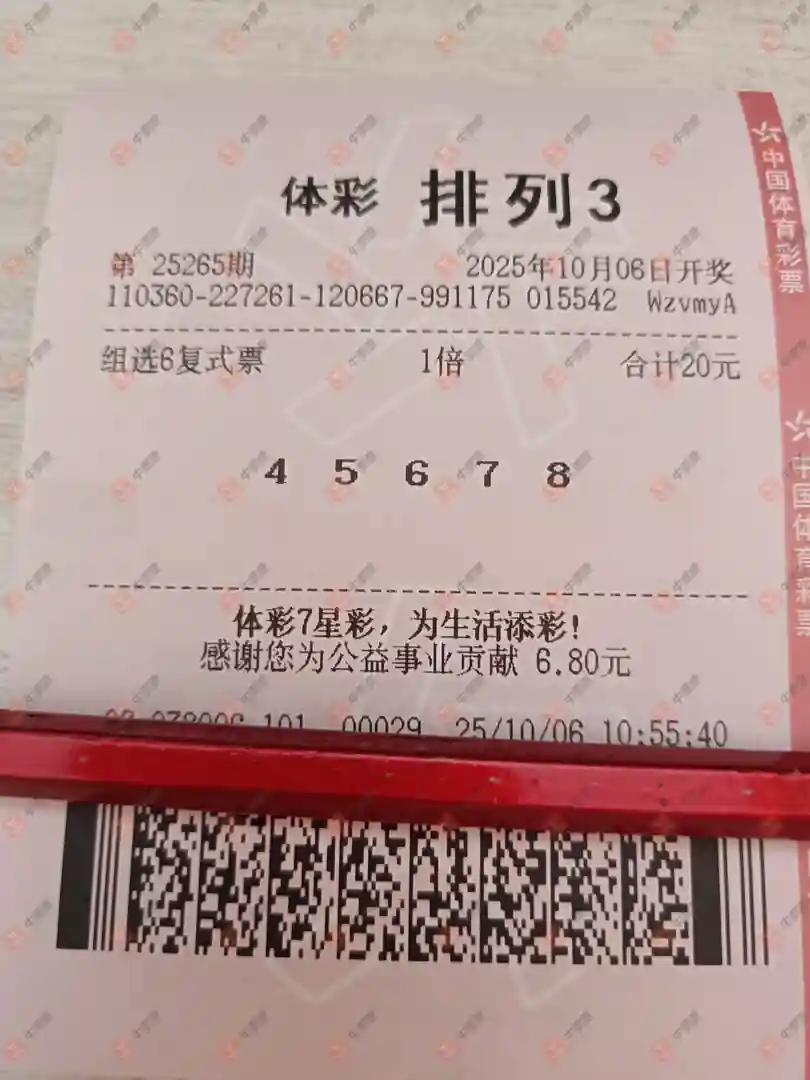 体彩 排列3
第 25265期 2025年10月06日开奖
110360-227261-120667-991175 015542 WzvmyA
组选6复式票 1倍 合计20元
4 5 6 7 8
体彩7星彩，为生活添彩!
感谢您为公益事业贡献 6.80元
101 00029 25/10/06 10:55:40
中国体育彩票
中国体育彩票